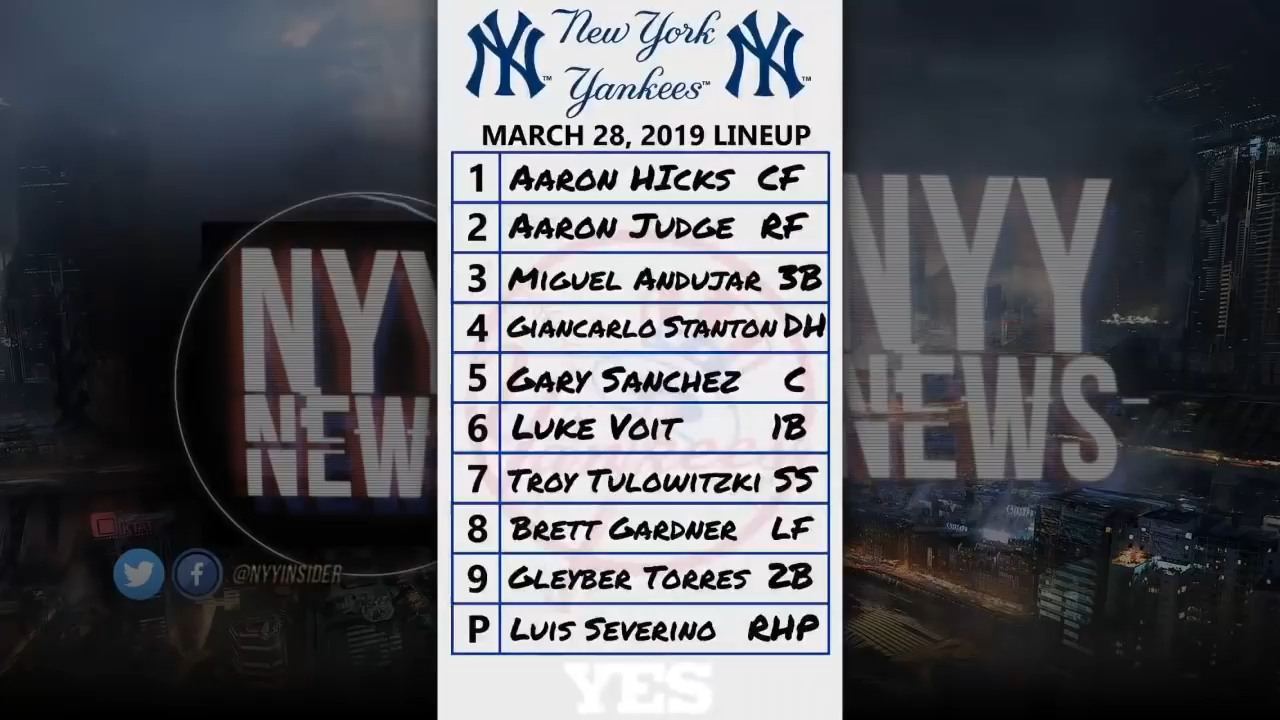 NY New York NY
Yankees
MARCH 28, 2019 LINEUP
1 AARON HICKS CF
2 AARON JUDGE RF
3 MIGUEL ANDUJAR 3B
4 GIANCARLO STANTON DH
5 GARY SANCHEZ C
6 LUKE VOIT 1B
7 TROY TULOWITZKI SS
8 BRETT GARDNER LF
9 GLEYBER TORRES 2B
P LUIS SEVERINO RHP
YES
NYY
NEW
@NYYINSIDER
NYY
NEWS